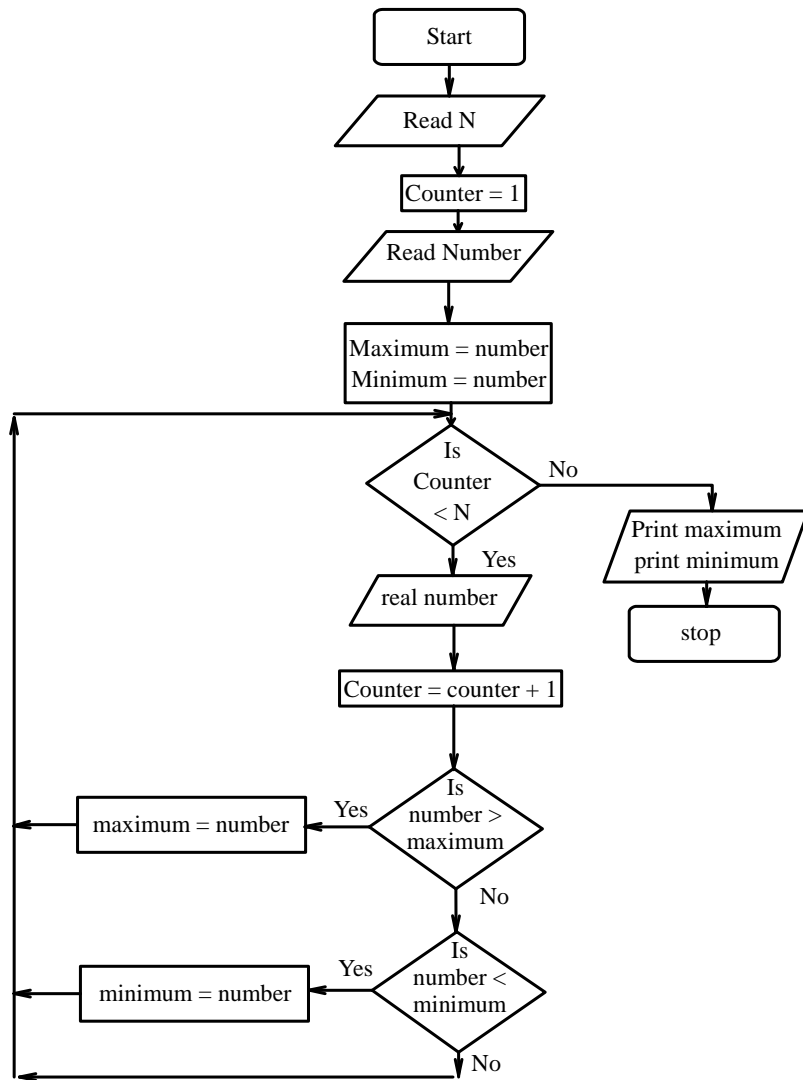 Start
Read N
Counter = 1
Read Number
Maximum = number
Minimum = number
Is
Counter
< N
No
Print maximum
print minimum
stop
Yes
real number
Counter = counter + 1
Is
number >
maximum
Yes
maximum = number
No
Is
number <
minimum
Yes
minimum = number
No